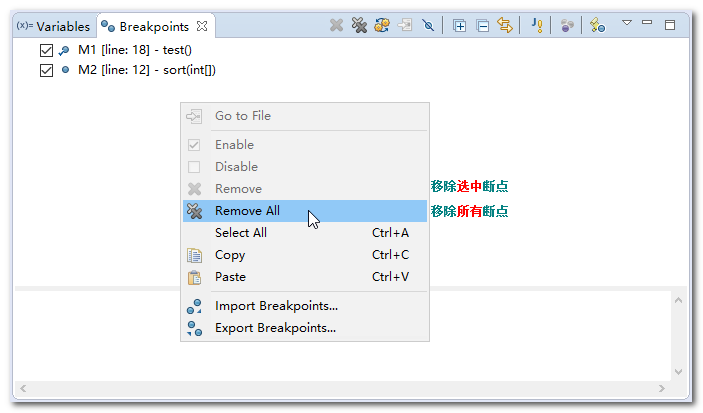 (x)= Variables Breakpoints
M1 [line: 18] - test()
M2 [line: 12] - sort(int[])
Go to File
Enable
Disable
Remove 移除选中断点
Remove All 移除所有断点
Select All Ctrl+A
Copy Ctrl+C
Paste Ctrl+V
Import Breakpoints...
Export Breakpoints...